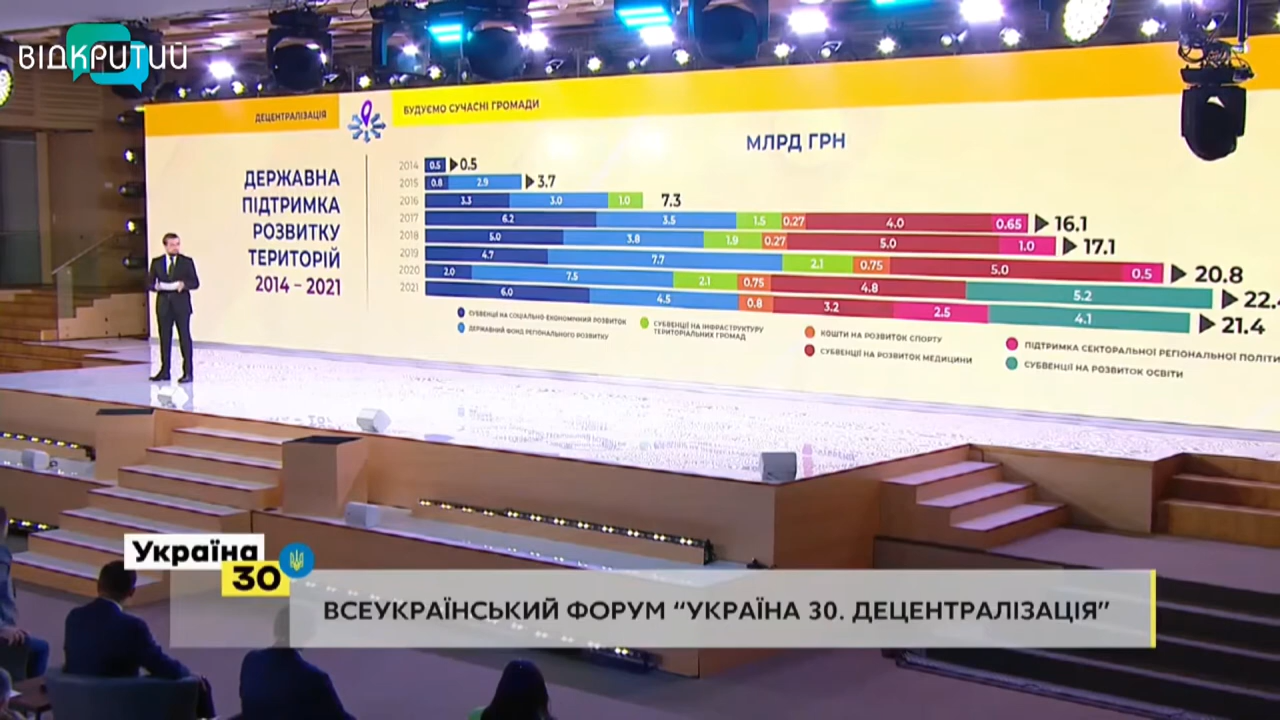 ВІДКРИТИЙ
ДЕЦЕНТРАЛІЗАЦІЯ
БУДУЄМО СУЧАСНІ ГРОМАДИ
МЛРД ГРН
ДЕРЖАВНА
ПІДТРИМКА
РОЗВИТКУ
ТЕРИТОРІЙ
2014 – 2021
2014 0.5 0.5
2015 0.8 2.9 3.7
2016 3.3 3.0 1.0 7.3
2017 6.2 3.5 1.5 0.27 4.0 0.65 16.1
2018 5.0 3.8 1.9 0.27 5.0 1.0 17.1
2019 4.7 7.7 2.1 0.75 5.0 0.5 20.8
2020 2.0 7.5 2.1 0.75 4.8 5.2 22.
2021 6.0 4.5 0.8 3.2 2.5 4.1 21.4
СУБВЕНЦІЇ НА СОЦІАЛЬНО-ЕКОНОМІЧНИЙ РОЗВИТОК
ДЕРЖАВНИЙ ФОНД РЕГІОНАЛЬНОГО РОЗВИТКУ
СУБВЕНЦІЇ НА ІНФРАСТРУКТУРУ
ТЕРИТОРІАЛЬНИХ ГРОМАД
КОШТИ НА РОЗВИТОК СПОРТУ
СУБВЕНЦІЇ НА РОЗВИТОК МЕДИЦИНИ
ПІДТРИМКА СЕКТОРАЛЬНОЇ РЕГІОНАЛЬНОЇ ПОЛІТИ
СУБВЕНЦІЇ НА РОЗВИТОК ОСВІТИ
Україна
30
ВСЕУКРАЇНСЬКИЙ ФОРУМ “УКРАЇНА 30. ДЕЦЕНТРАЛІЗАЦІЯ”